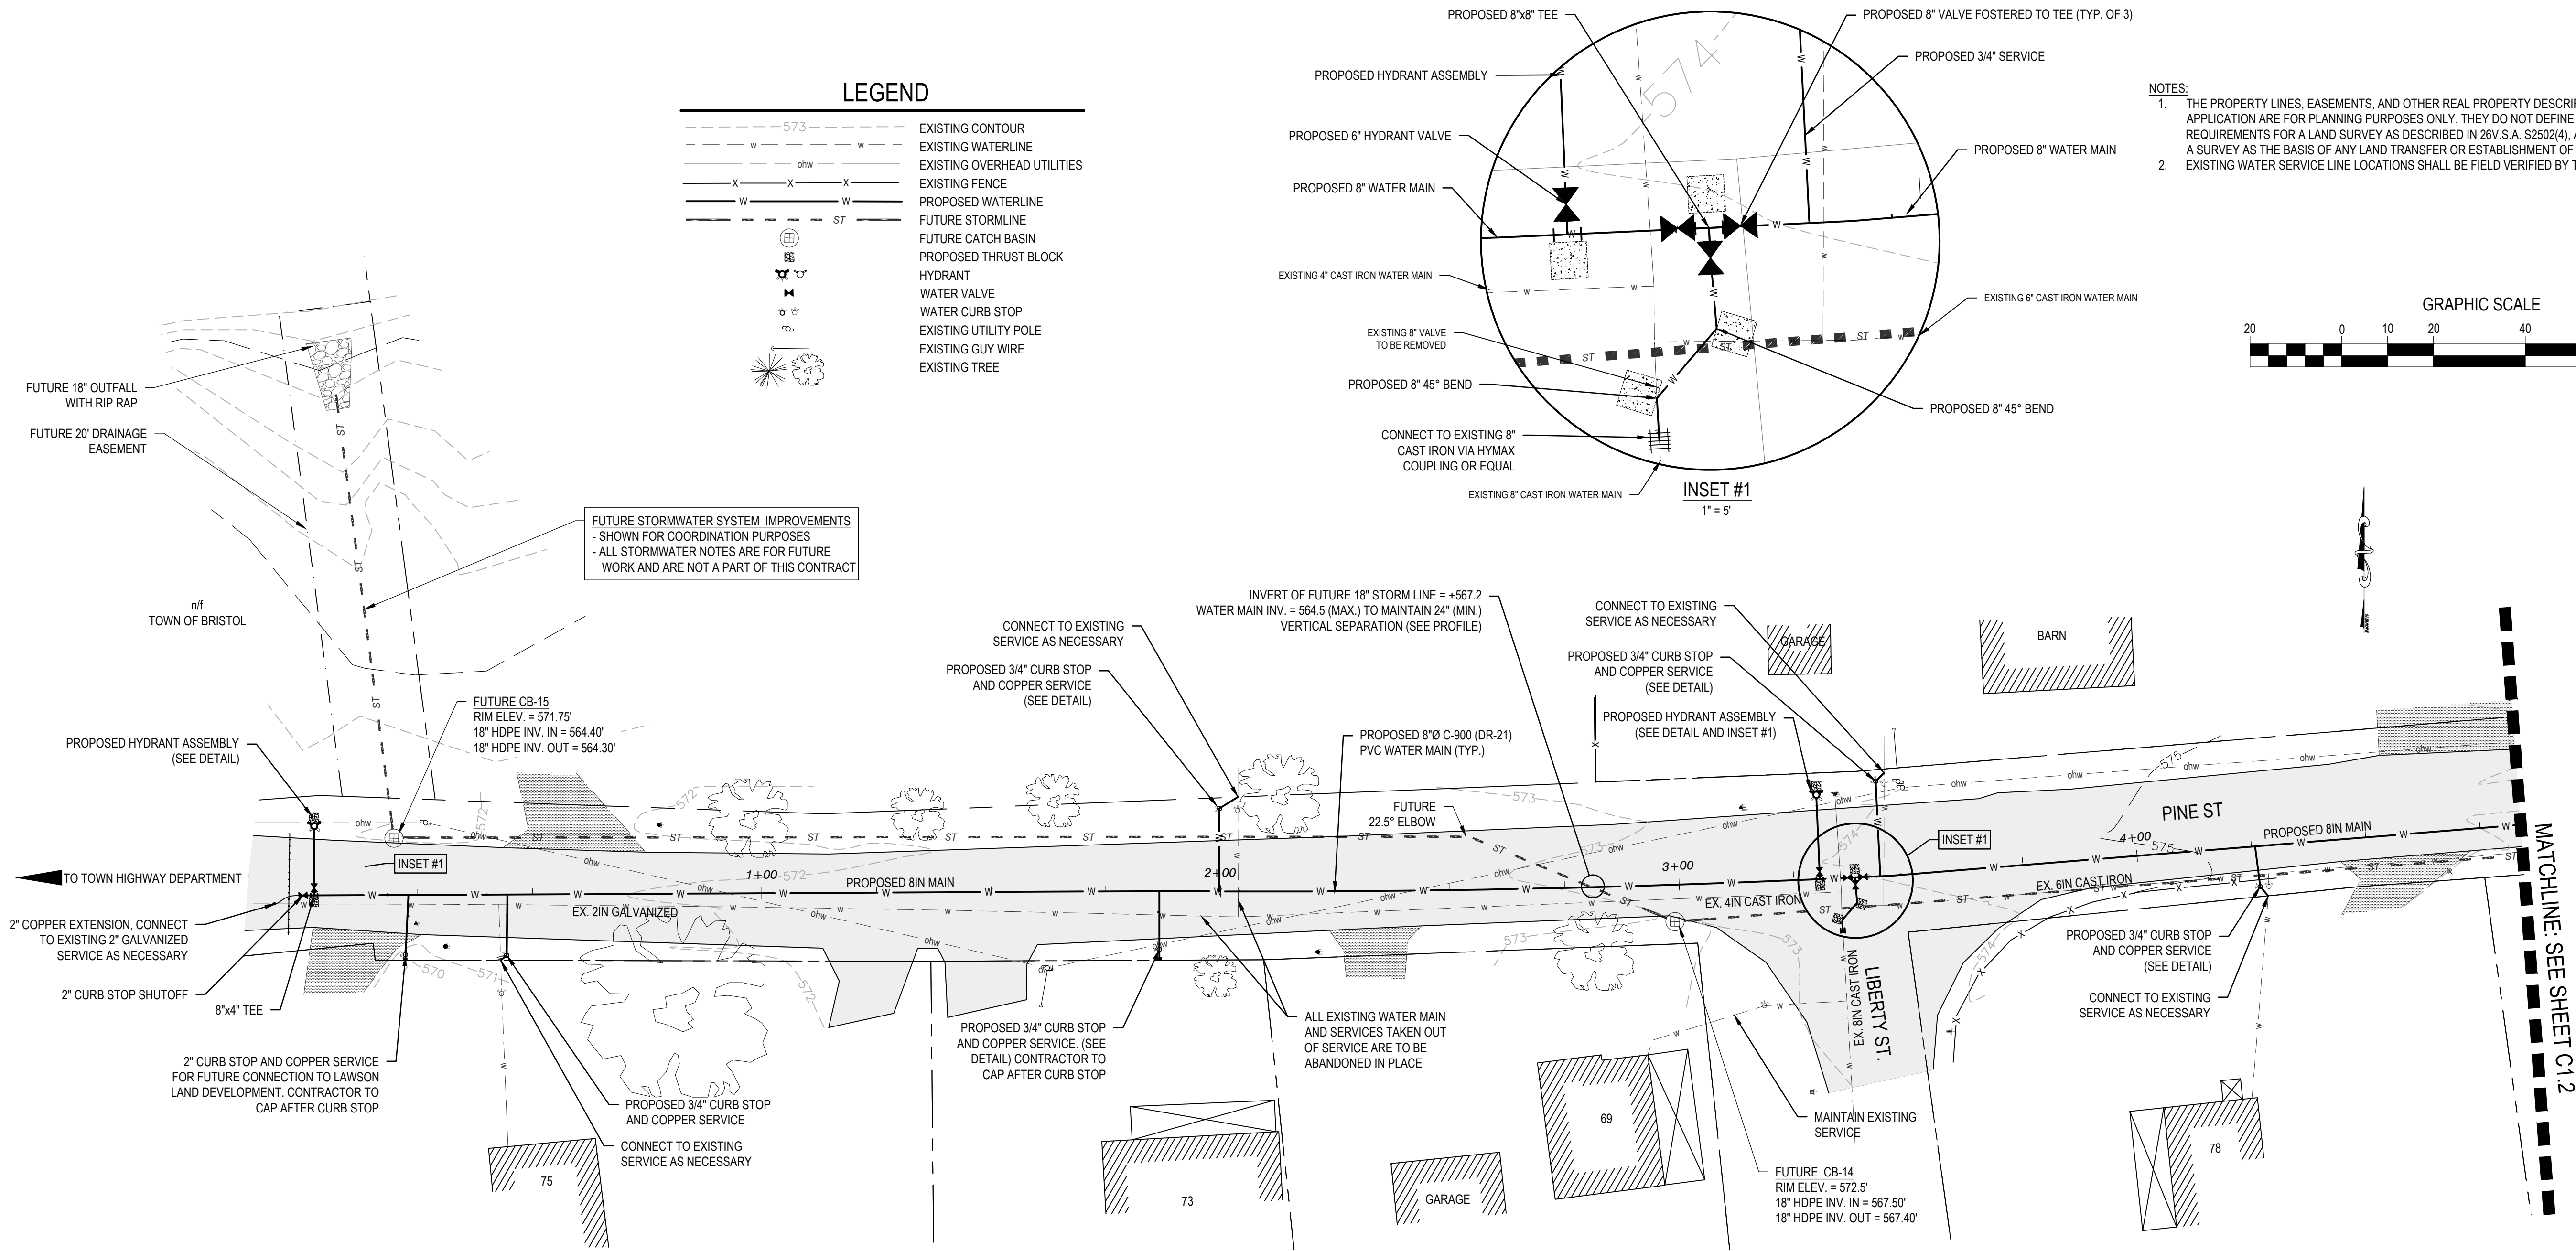 PROPOSED 8"x8" TEE
PROPOSED 8" VALVE FOSTERED TO TEE (TYP. OF 3)
PROPOSED 3/4" SERVICE
PROPOSED HYDRANT ASSEMBLY
PROPOSED 6" HYDRANT VALVE
PROPOSED 8" WATER MAIN
PROPOSED 8" WATER MAIN
EXISTING 4" CAST IRON WATER MAIN
EXISTING 6" CAST IRON WATER MAIN
EXISTING 8" VALVE
TO BE REMOVED
PROPOSED 8" 45° BEND
PROPOSED 8" 45° BEND
CONNECT TO EXISTING 8"
CAST IRON VIA HYMAX
COUPLING OR EQUAL
EXISTING 8" CAST IRON WATER MAIN
574
W
W
W
W
W
W
W
w
w
w
w
w
w
w
w
ST
ST
ST
INSET #1
1" = 5'
LEGEND
573
EXISTING CONTOUR
w w
EXISTING WATERLINE
ohw
EXISTING OVERHEAD UTILITIES
X X X
EXISTING FENCE
W W
PROPOSED WATERLINE
ST
FUTURE STORMLINE
FUTURE CATCH BASIN
PROPOSED THRUST BLOCK
HYDRANT
WATER VALVE
WATER CURB STOP
EXISTING UTILITY POLE
EXISTING GUY WIRE
EXISTING TREE
NOTES:
1. THE PROPERTY LINES, EASEMENTS, AND OTHER REAL PROPERTY
APPLICATION ARE FOR PLANNING PURPOSES ONLY. THEY DO NOT DEFINE
REQUIREMENTS FOR A LAND SURVEY AS DESCRIBED IN 26V.S.A. S2502(4),
A SURVEY AS THE BASIS OF ANY LAND TRANSFER OR ESTABLISHMENT OF
2. EXISTING WATER SERVICE LINE LOCATIONS SHALL BE FIELD VERIFIED BY
GRAPHIC SCALE
20 0 10 20 40
FUTURE 18" OUTFALL
WITH RIP RAP
FUTURE 20' DRAINAGE
EASEMENT
FUTURE STORMWATER SYSTEM IMPROVEMENTS
- SHOWN FOR COORDINATION PURPOSES
- ALL STORMWATER NOTES ARE FOR FUTURE
WORK AND ARE NOT A PART OF THIS CONTRACT
n/f
TOWN OF BRISTOL
ST
ST
ST
ST
FUTURE CB-15
RIM ELEV. = 571.75'
18" HDPE INV. IN = 564.40'
18" HDPE INV. OUT = 564.30'
PROPOSED HYDRANT ASSEMBLY
(SEE DETAIL)
CONNECT TO EXISTING
SERVICE AS NECESSARY
PROPOSED 3/4" CURB STOP
AND COPPER SERVICE
(SEE DETAIL)
INVERT OF FUTURE 18" STORM LINE = ±567.2
WATER MAIN INV. = 564.5 (MAX.) TO MAINTAIN 24" (MIN.)
VERTICAL SEPARATION (SEE PROFILE)
CONNECT TO EXISTING
SERVICE AS NECESSARY
PROPOSED 3/4" CURB STOP
AND COPPER SERVICE
(SEE DETAIL)
PROPOSED HYDRANT ASSEMBLY
(SEE DETAIL AND INSET #1)
PROPOSED 8"Ø C-900 (DR-21)
PVC WATER MAIN (TYP.)
FUTURE
22.5° ELBOW
GARAGE
BARN
INSET #1
INSET #1
TO TOWN HIGHWAY DEPARTMENT
1+00
2+00
3+00
4+00
PROPOSED 8IN MAIN
PROPOSED 8IN MAIN
PINE ST
EX. 2IN GALVANIZED
EX. 4IN CAST IRON
EX. 6IN CAST IRON
EX. 8IN CAST IRON
LIBERTY ST.
572
572
572
573
573
573
573
574
574
575
575
570
571
2" COPPER EXTENSION, CONNECT
TO EXISTING 2" GALVANIZED
SERVICE AS NECESSARY
2" CURB STOP SHUTOFF
8"x4" TEE
2" CURB STOP AND COPPER SERVICE
FOR FUTURE CONNECTION TO LAWSON
LAND DEVELOPMENT. CONTRACTOR TO
CAP AFTER CURB STOP
PROPOSED 3/4" CURB STOP
AND COPPER SERVICE
CONNECT TO EXISTING
SERVICE AS NECESSARY
PROPOSED 3/4" CURB STOP
AND COPPER SERVICE. (SEE
DETAIL) CONTRACTOR TO
CAP AFTER CURB STOP
ALL EXISTING WATER MAIN
AND SERVICES TAKEN OUT
OF SERVICE ARE TO BE
ABANDONED IN PLACE
MAINTAIN EXISTING
SERVICE
PROPOSED 3/4" CURB STOP
AND COPPER SERVICE
(SEE DETAIL)
CONNECT TO EXISTING
SERVICE AS NECESSARY
FUTURE CB-14
RIM ELEV. = 572.5'
18" HDPE INV. IN = 567.50'
18" HDPE INV. OUT = 567.40'
75
73
GARAGE
69
78
MATCHLINE: SEE SHEET C1.2